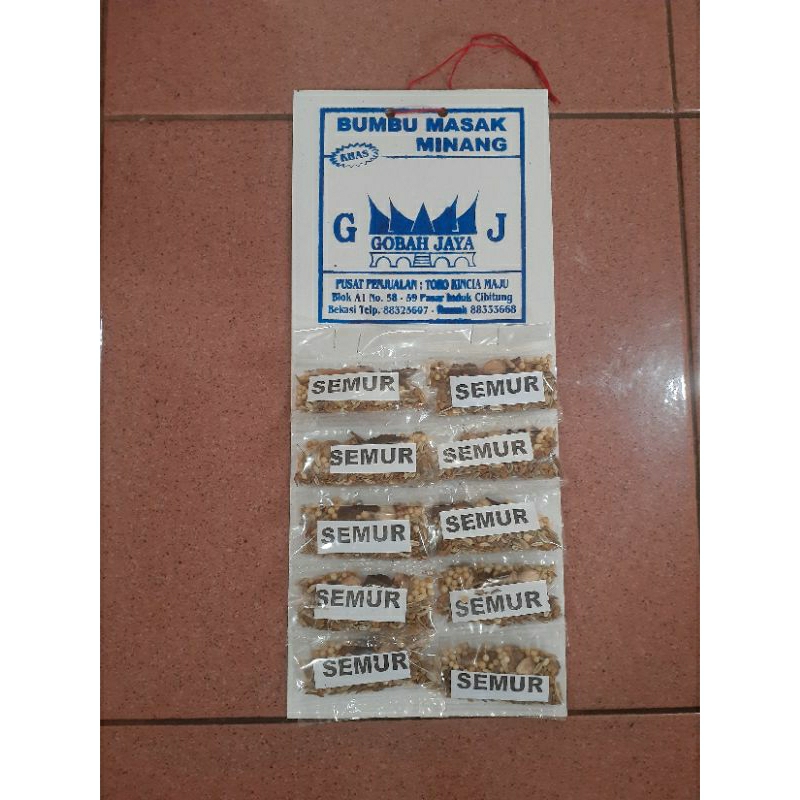 BUMBU MASAK
MINANG
KHAS
G J
GOBAH JAYA
PUSAT PENJUALAN : TOKO KINCIA MAJU
Blok A1 No. 58 - 59 Pasar Induk Cibitung
Bekasi Telp. 88325607 - Rumah 88333668
SEMUR SEMUR
SEMUR SEMUR
SEMUR SEMUR
SEMUR SEMUR
SEMUR SEMUR